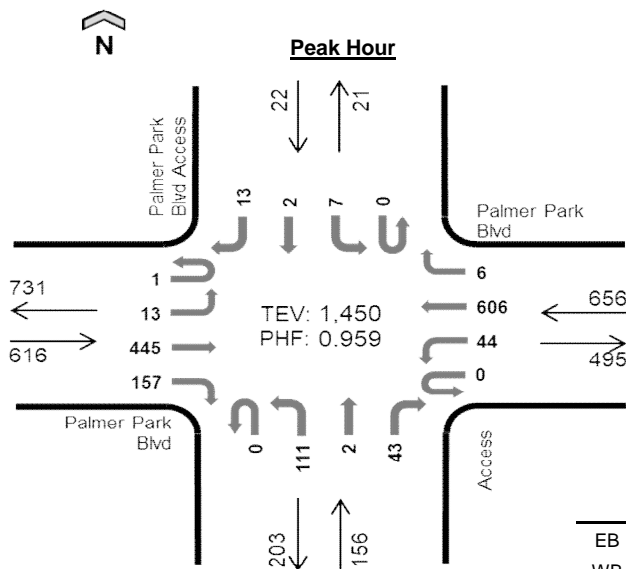 N
Peak Hour
22
21
Palmer Park
Blvd Access
13
2
7
0
Palmer Park
Blvd
1
6
731
13
TEV: 1,450
606
656
616
445
PHF: 0.959
44
495
157
0
Palmer Park
Blvd
0
111
2
43
Access
203
156
EB
WB